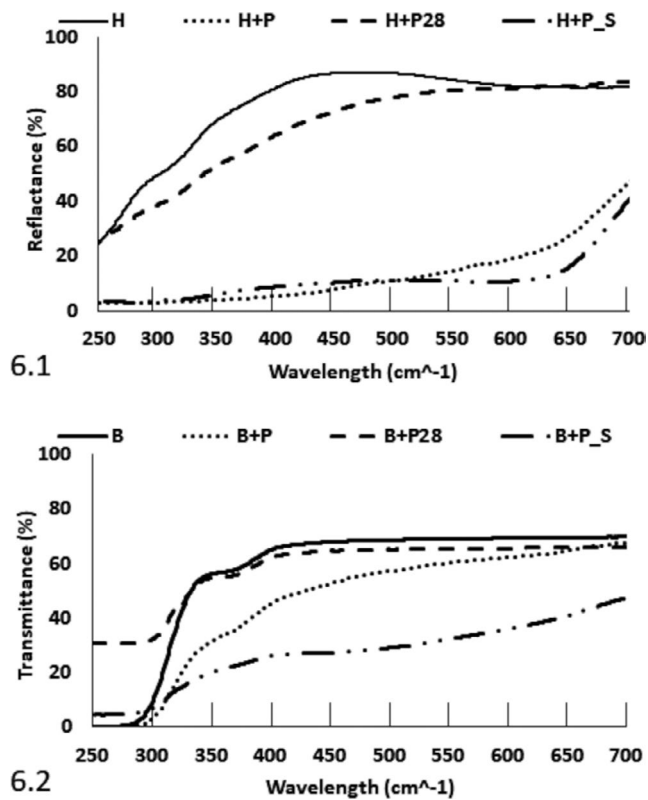 H H+P H+P28 H+P_S
100
80
60
40
20
0
Reflactance (%)
250 300 350 400 450 500 550 600 650 700
Wavelength (cm^-1)
6.1
B B+P B+P28 B+P_S
100
80
60
40
20
0
Transmittance (%)
250 300 350 400 450 500 550 600 650 700
Wavelength (cm^-1)
6.2